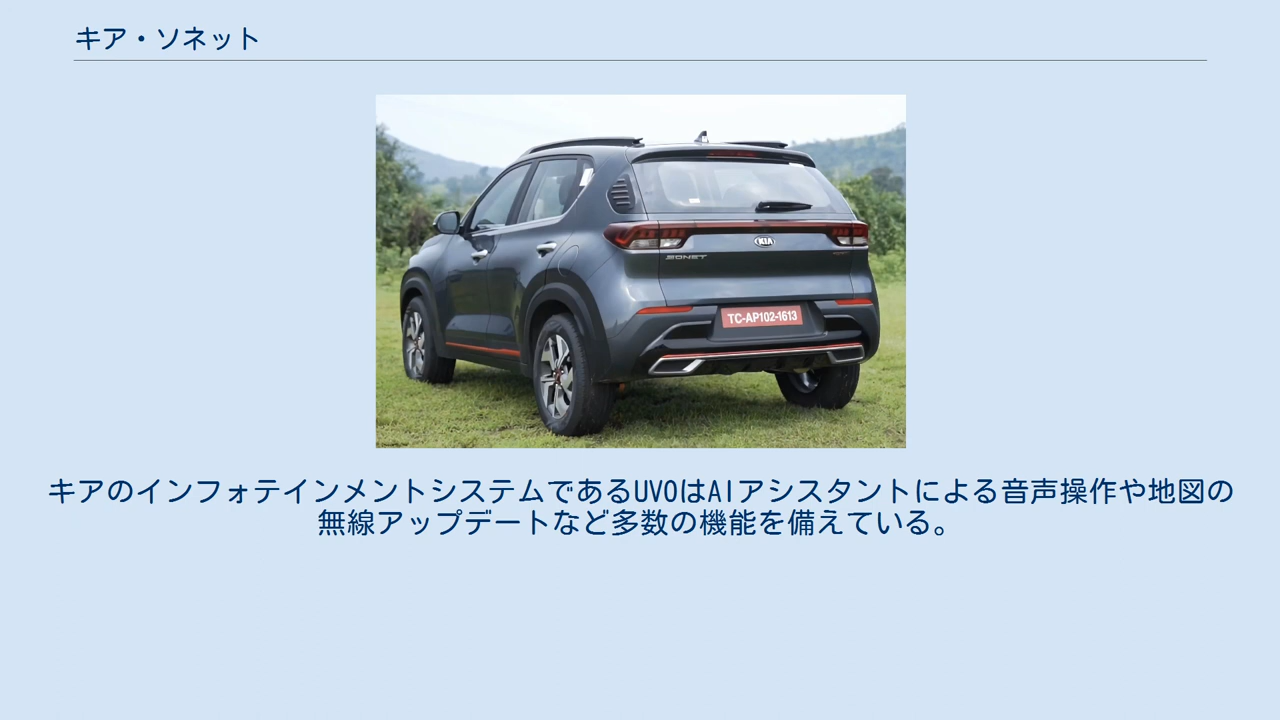 キア・ソネット
KIA
SONET
TC-AP102-1613
キアのインフォテインメントシステムであるUVOはAIアシスタントによる音声操作や地図の
無線アップデートなど多数の機能を備えている。